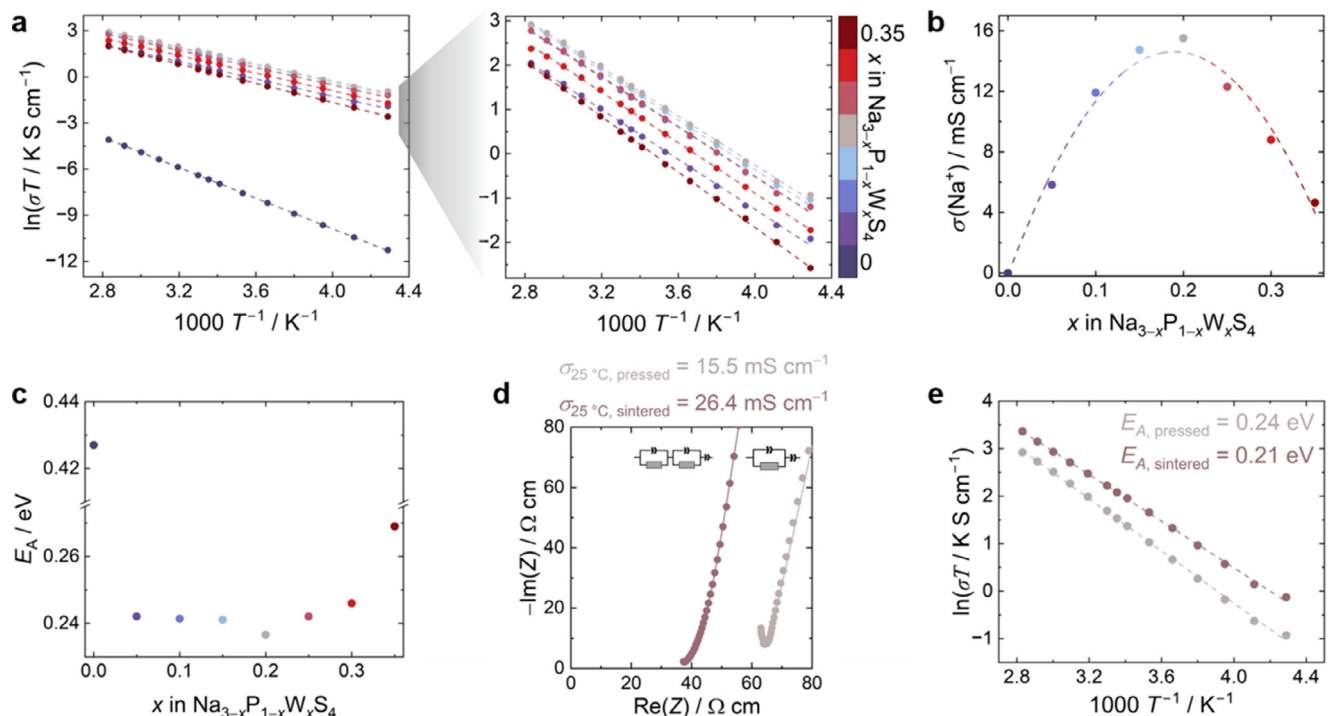 a
3
0
−3
−6
−9
−12
ln(σT / K S cm⁻¹)
2.8 3.2 3.6 4.0 4.4
1000 T⁻¹ / K⁻¹
3
2
1
0
−1
−2
2.8 3.2 3.6 4.0 4.4
1000 T⁻¹ / K⁻¹
0.35
x in Na₃₋ₓP₁₋ₓWₓS₄
0
b
16
12
8
4
0
σ(Na⁺) / mS cm⁻¹
0.0 0.1 0.2 0.3
x in Na₃₋ₓP₁₋ₓWₓS₄
c
0.44
0.42
0.26
0.24
E_A / eV
0.0 0.1 0.2 0.3
x in Na₃₋ₓP₁₋ₓWₓS₄
d
σ₂₅ °C, pressed = 15.5 mS cm⁻¹
σ₂₅ °C, sintered = 26.4 mS cm⁻¹
80
60
40
20
0
−Im(Z) / Ω cm
0 20 40 60 80
Re(Z) / Ω cm
e
E_A, pressed = 0.24 eV
E_A, sintered = 0.21 eV
4
3
2
1
0
−1
ln(σT / K S cm⁻¹)
2.8 3.2 3.6 4.0 4.4
1000 T⁻¹ / K⁻¹